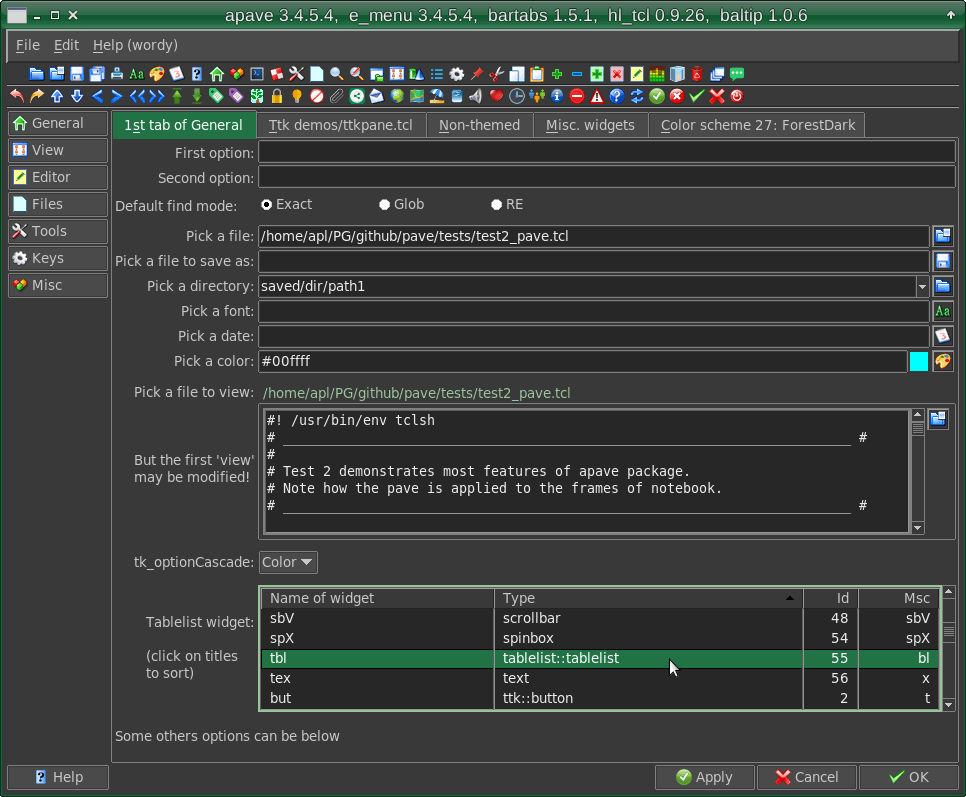 apave 3.4.5.4, e_menu 3.4.5.4, bartabs 1.5.1, hl_tcl 0.9.26, baltip 1.0.6
File Edit Help (wordy)
General
View
Editor
Files
Tools
Keys
Misc
1st tab of General Ttk demos/ttkpane.tcl Non-themed Misc. widgets Color scheme 27: ForestDark
First option:
Second option:
Default find mode: Exact Glob RE
Pick a file: /home/apl/PG/github/pave/tests/test2_pave.tcl
Pick a file to save as:
Pick a directory: saved/dir/path1
Pick a font: Aa
Pick a date:
Pick a color: #00ffff
Pick a file to view: /home/apl/PG/github/pave/tests/test2_pave.tcl
But the first 'view'
may be modified!
#! /usr/bin/env tclsh
# _______________________________________________________________________ #
#
# Test 2 demonstrates most features of apave package.
# Note how the pave is applied to the frames of notebook.
# _______________________________________________________________________ #
tk_optionCascade: Color
Tablelist widget:
(click on titles
to sort)
Name of widget Type Id Msc
sbV scrollbar 48 sbV
spX spinbox 54 spX
tbl tablelist::tablelist 55 bl
tex text 56 x
but ttk::button 2 t
Some others options can be below
Help Apply Cancel OK